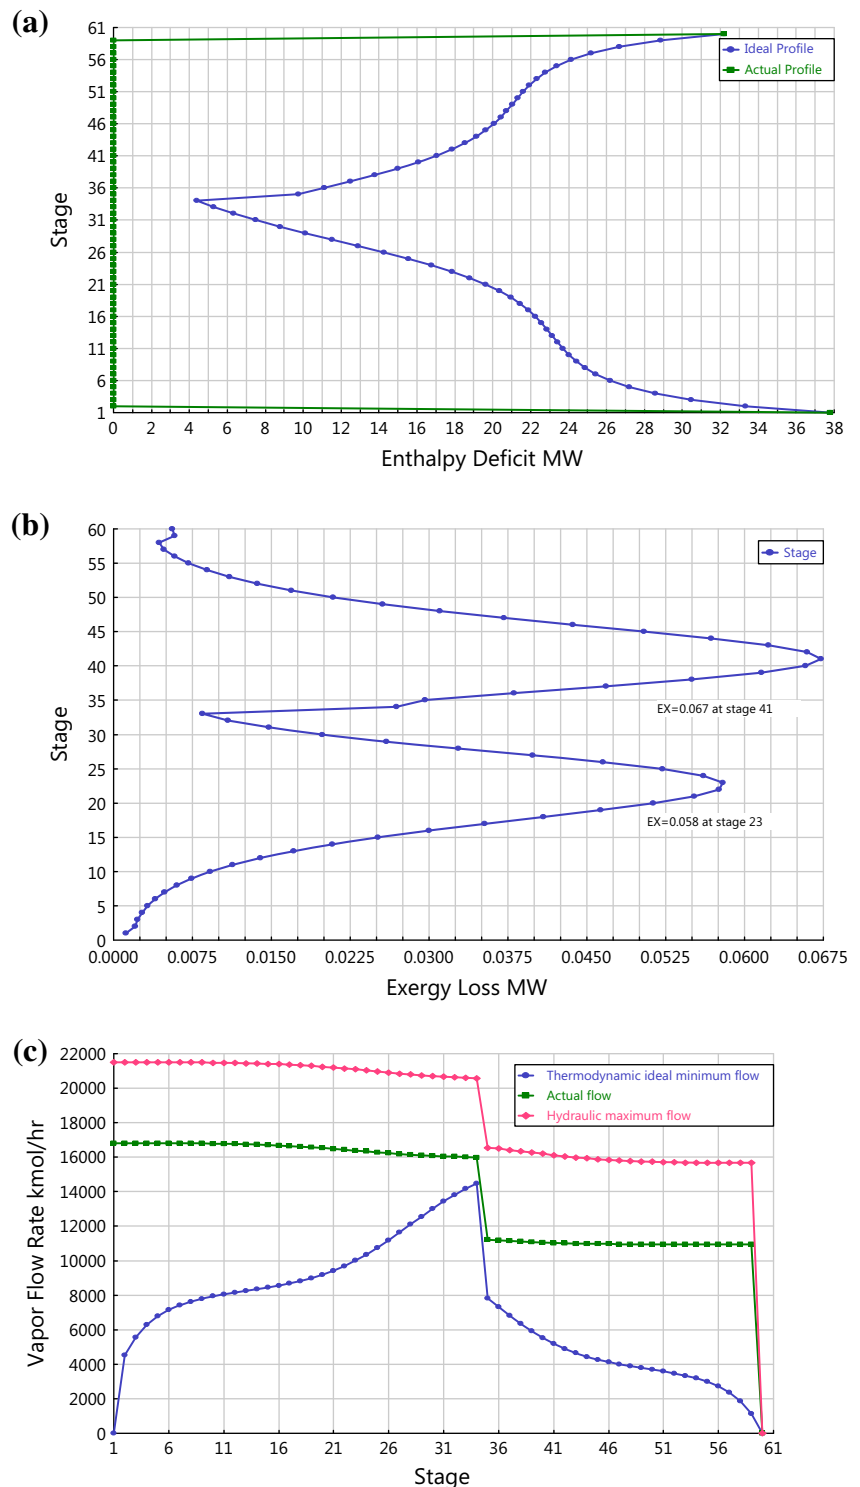 (a)
61
56
51
46
41
36
31
26
21
16
11
6
1
Stage
Ideal Profile
Actual Profile
0 2 4 6 8 10 12 14 16 18 20 22 24 26 28 30 32 34 36 38
Enthalpy Deficit MW
(b)
60
55
50
45
40
35
30
25
20
15
10
5
0
Stage
Stage
EX=0.067 at stage 41
EX=0.058 at stage 23
0.0000 0.0075 0.0150 0.0225 0.0300 0.0375 0.0450 0.0525 0.0600 0.0675
Exergy Loss MW
(c)
22000
20000
18000
16000
14000
12000
10000
8000
6000
4000
2000
0
Vapor Flow Rate kmol/hr
Thermodynamic ideal minimum flow
Actual flow
Hydraulic maximum flow
1 6 11 16 21 26 31 36 41 46 51 56 61
Stage